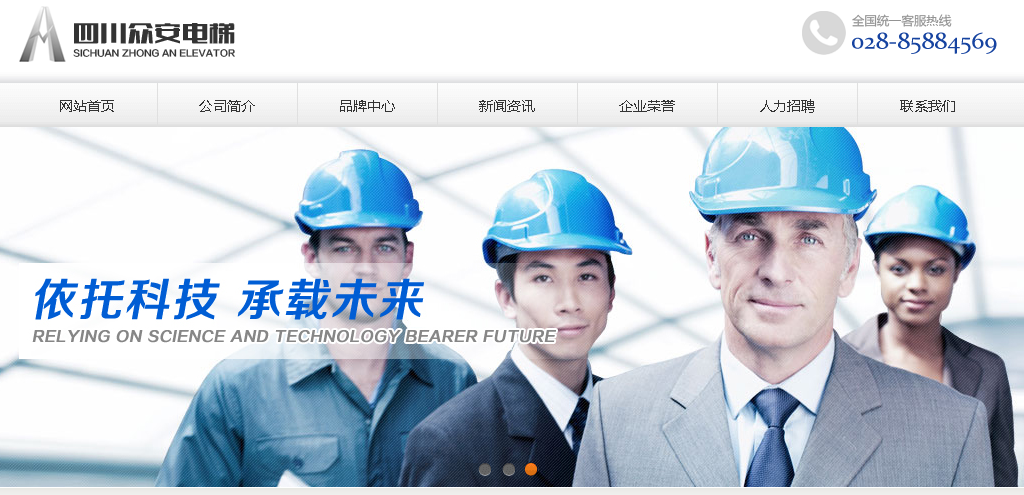 四川众安电梯
SICHUAN ZHONG AN ELEVATOR
全国统一客服热线
028-85884569
网站首页 公司简介 品牌中心 新闻资讯 企业荣誉 人力招聘 联系我们
依托科技 承载未来
RELYING ON SCIENCE AND TECHNOLOGY BEARER FUTURE